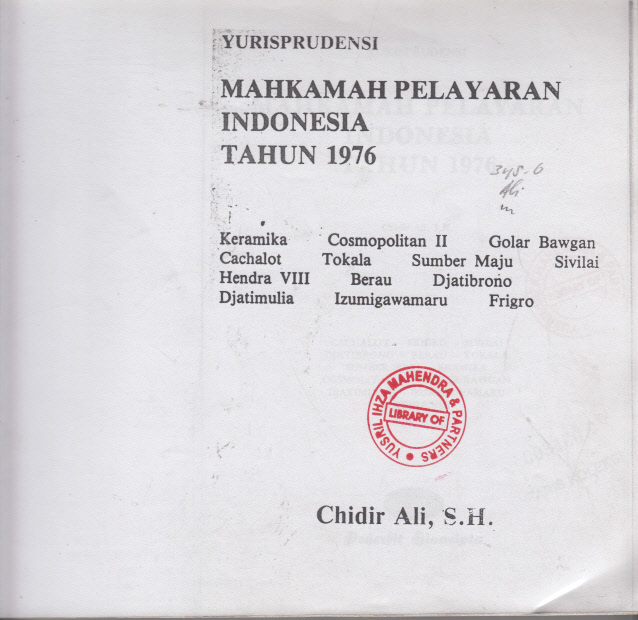 YURISPRUDENSI
MAHKAMAH PELAYARAN
INDONESIA
TAHUN 1976
345.6
Ali
m
Keramika Cosmopolitan II Golar Bawgan
Cachalot Tokala Sumber Maju Sivilai
Hendra VIII Berau Djatibrono
Djatimulia Izumigawamaru Frigro
YUSRIL IHZA MAHENDRA & PARTNERS
LIBRARY OF
Chidir Ali, S.H.